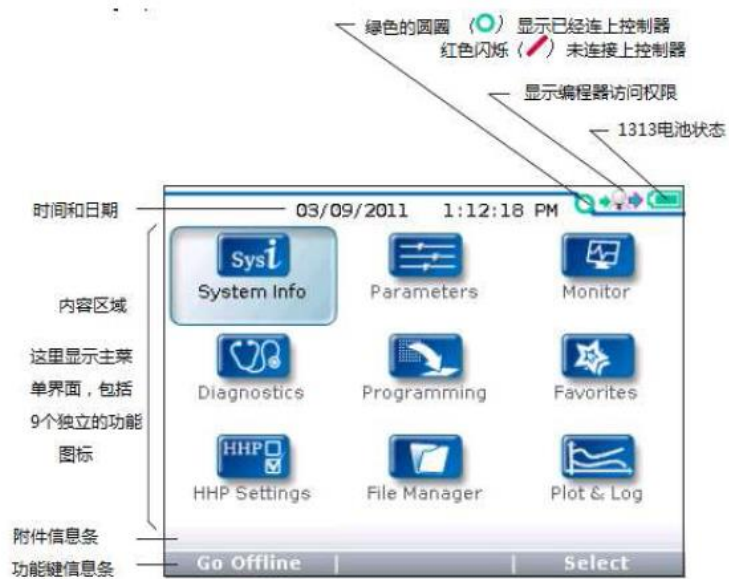 绿色的圆圈 （○）显示已经连上控制器
红色闪烁（/）未连接上控制器
显示编程器访问权限
1313电池状态
时间和日期
03/09/2011 1:12:18 PM
内容区域
这里显示主菜
单界面，包括
9个独立的功能
图标
Sysi
System Info
Parameters
Monitor
Diagnostics
Programming
Favorites
HHP
HHP Settings
File Manager
Plot & Log
附件信息条
功能键信息条
Go Offline | | Select